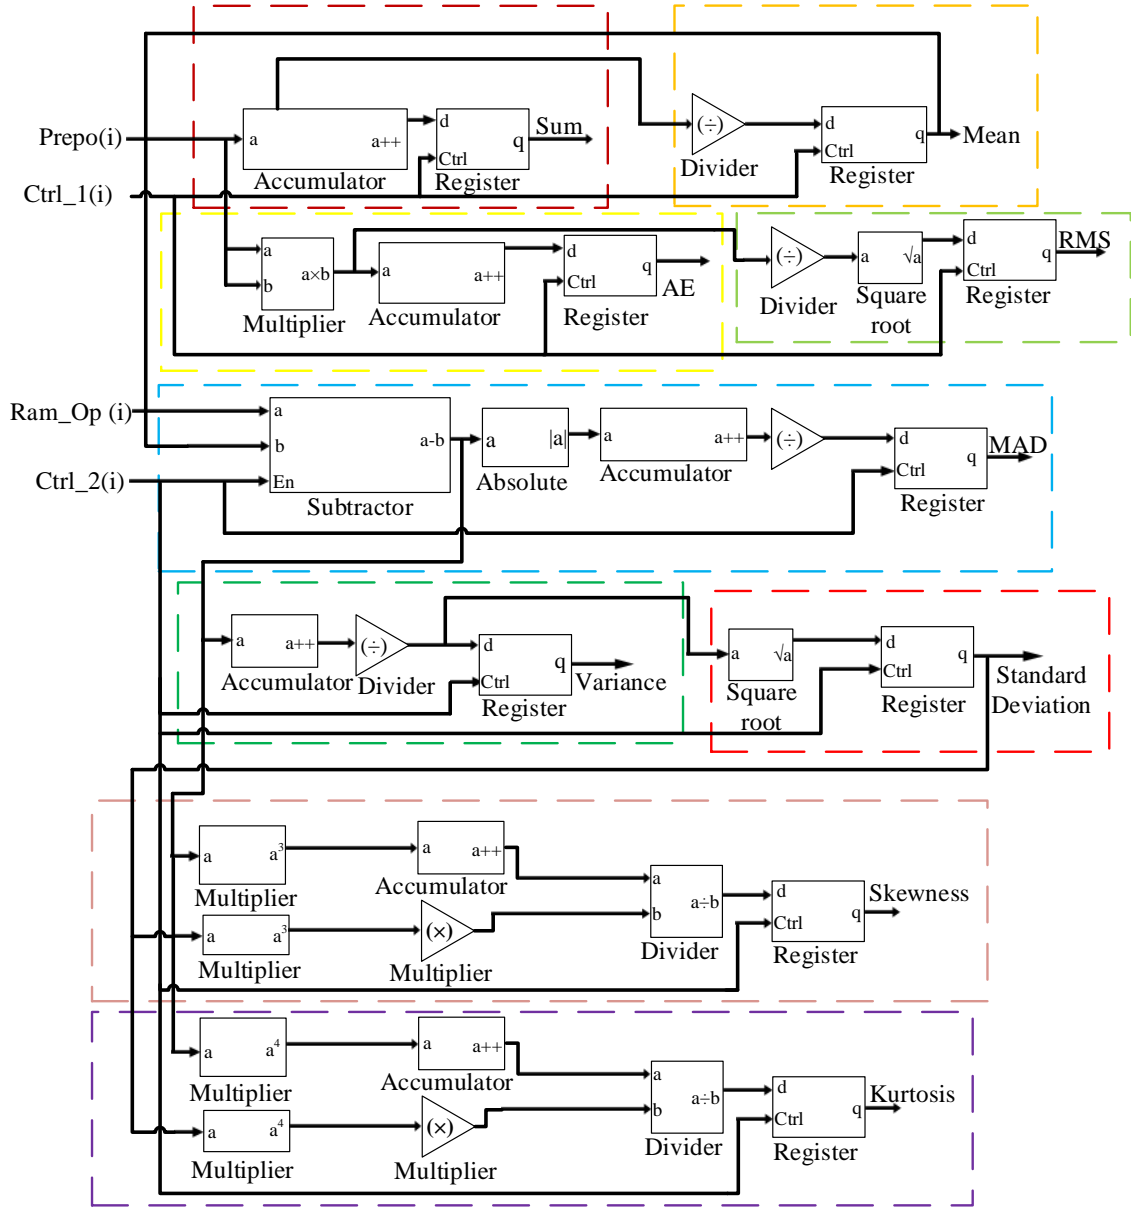 Prepo(i)
a
a++
Accumulator
d
q
Ctrl
Register
Sum
(÷)
Divider
d
q
Ctrl
Register
Mean
Ctrl_1(i)
a
b
a×b
Multiplier
a
a++
Accumulator
d
q
Ctrl
Register
AE
(÷)
Divider
a
√a
Square
root
d
q
Ctrl
Register
RMS
Ram_Op (i)
Ctrl_2(i)
a
b
a-b
En
Subtractor
a
|a|
Absolute
a
a++
Accumulator
(÷)
d
q
Ctrl
Register
MAD
a
a++
Accumulator
(÷)
Divider
d
q
Ctrl
Register
Variance
a
√a
Square
root
d
q
Ctrl
Register
Standard
Deviation
a
a³
Multiplier
a
a++
Accumulator
a
a³
Multiplier
(×)
Multiplier
a
b
a÷b
Divider
d
q
Ctrl
Register
Skewness
a
a⁴
Multiplier
a
a++
Accumulator
a
a⁴
Multiplier
(×)
Multiplier
a
b
a÷b
Divider
d
q
Ctrl
Register
Kurtosis